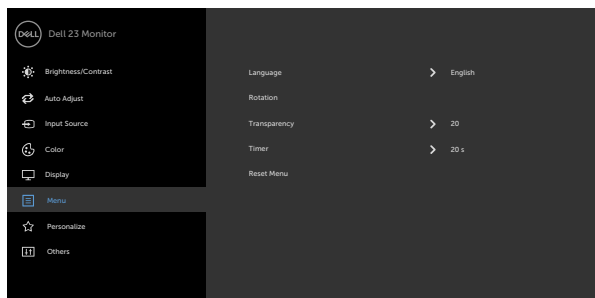 DELL Dell 23 Monitor
Brightness/Contrast
Auto Adjust
Input Source
Color
Display
Menu
Personalize
Others
Language English
Rotation
Transparency 20
Timer 20 s
Reset Menu